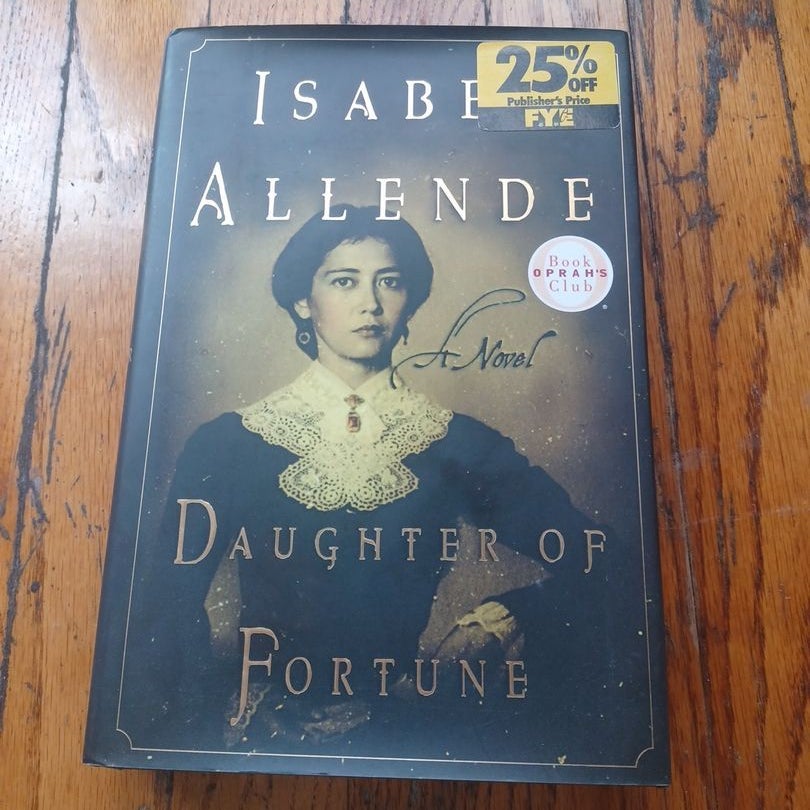 ISABE
ALLENDE
25% OFF
Publisher's Price
F.Y.E
Book
OPRAH'S
Club
A Novel
DAUGHTER OF
FORTUNE